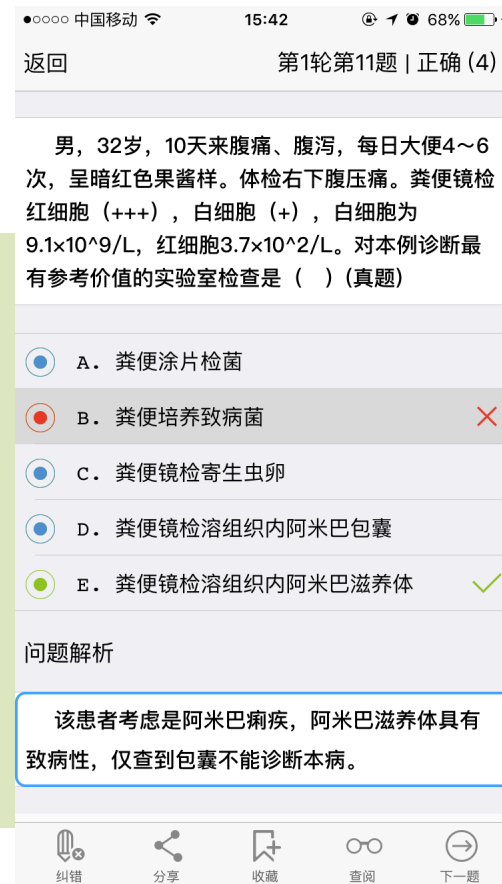 中国移动 15:42 68%
返回 第1轮第11题 | 正确 (4)
男，32岁，10天来腹痛、腹泻，每日大便4～6
次，呈暗红色果酱样。体检右下腹压痛。粪便镜检
红细胞（+++），白细胞（+），白细胞为
9.1×10^9/L，红细胞3.7×10^2/L。对本例诊断最
有参考价值的实验室检查是（ ）(真题)
A. 粪便涂片检菌
B. 粪便培养致病菌
C. 粪便镜检寄生虫卵
D. 粪便镜检溶组织内阿米巴包囊
E. 粪便镜检溶组织内阿米巴滋养体
问题解析
该患者考虑是阿米巴痢疾，阿米巴滋养体具有
致病性，仅查到包囊不能诊断本病。
纠错 分享 收藏 查阅 下一题